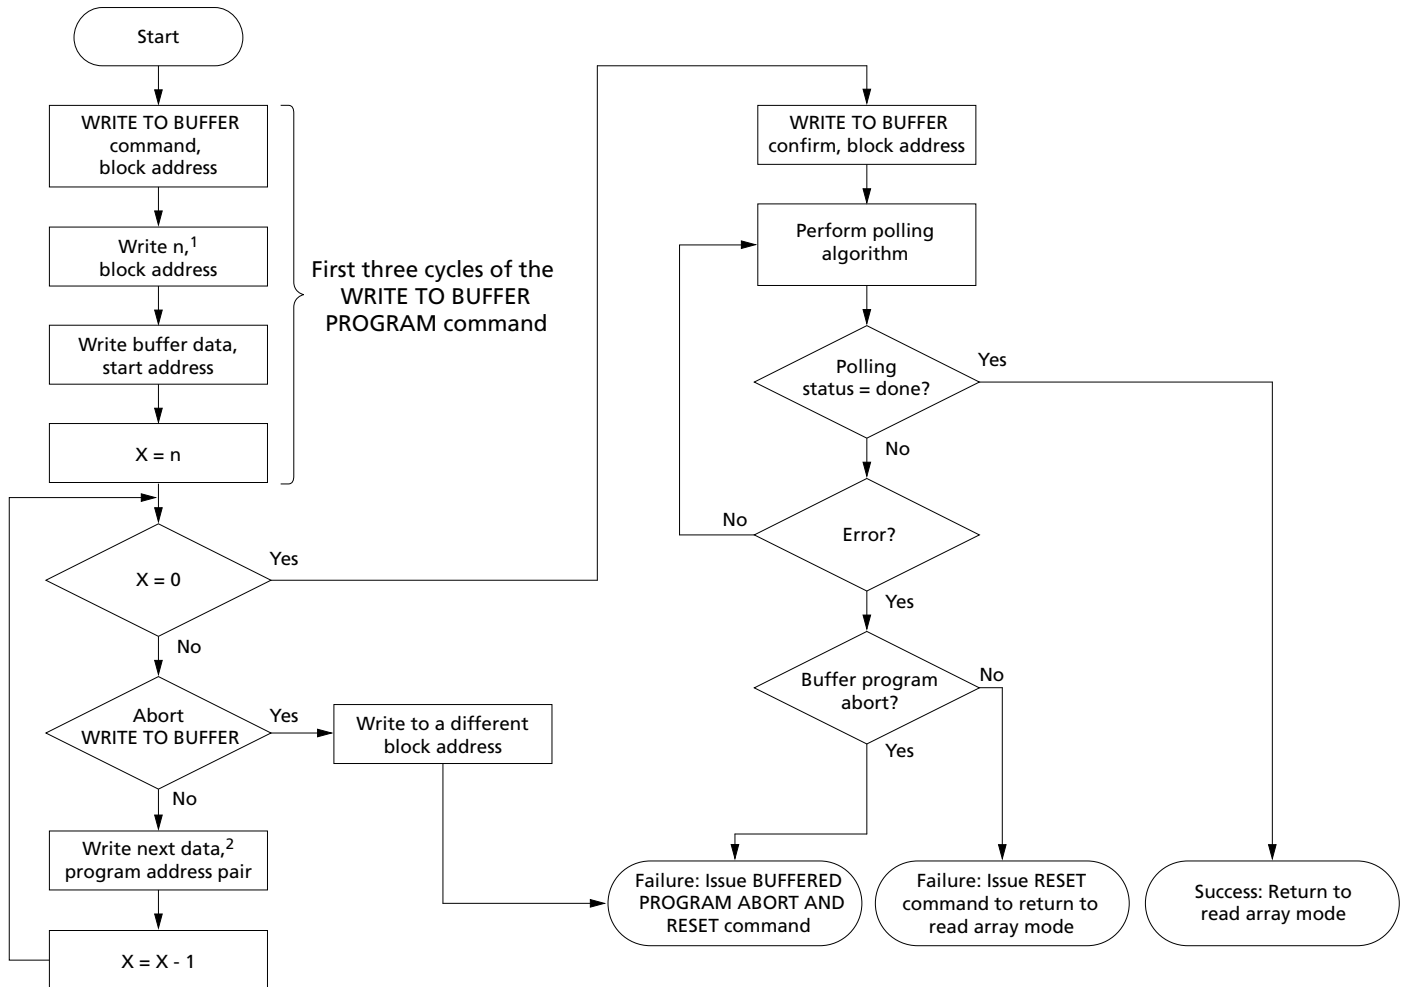 Start
WRITE TO BUFFER
command,
block address
Write n,1
block address
Write buffer data,
start address
X = n
First three cycles of the
WRITE TO BUFFER
PROGRAM command
X = 0
Yes
No
Abort
WRITE TO BUFFER
Yes
No
Write to a different
block address
Write next data,2
program address pair
X = X - 1
WRITE TO BUFFER
confirm, block address
Perform polling
algorithm
Polling
status = done?
Yes
No
Error?
No
Yes
Buffer program
abort?
No
Yes
Failure: Issue BUFFERED
PROGRAM ABORT AND
RESET command
Failure: Issue RESET
command to return to
read array mode
Success: Return to
read array mode